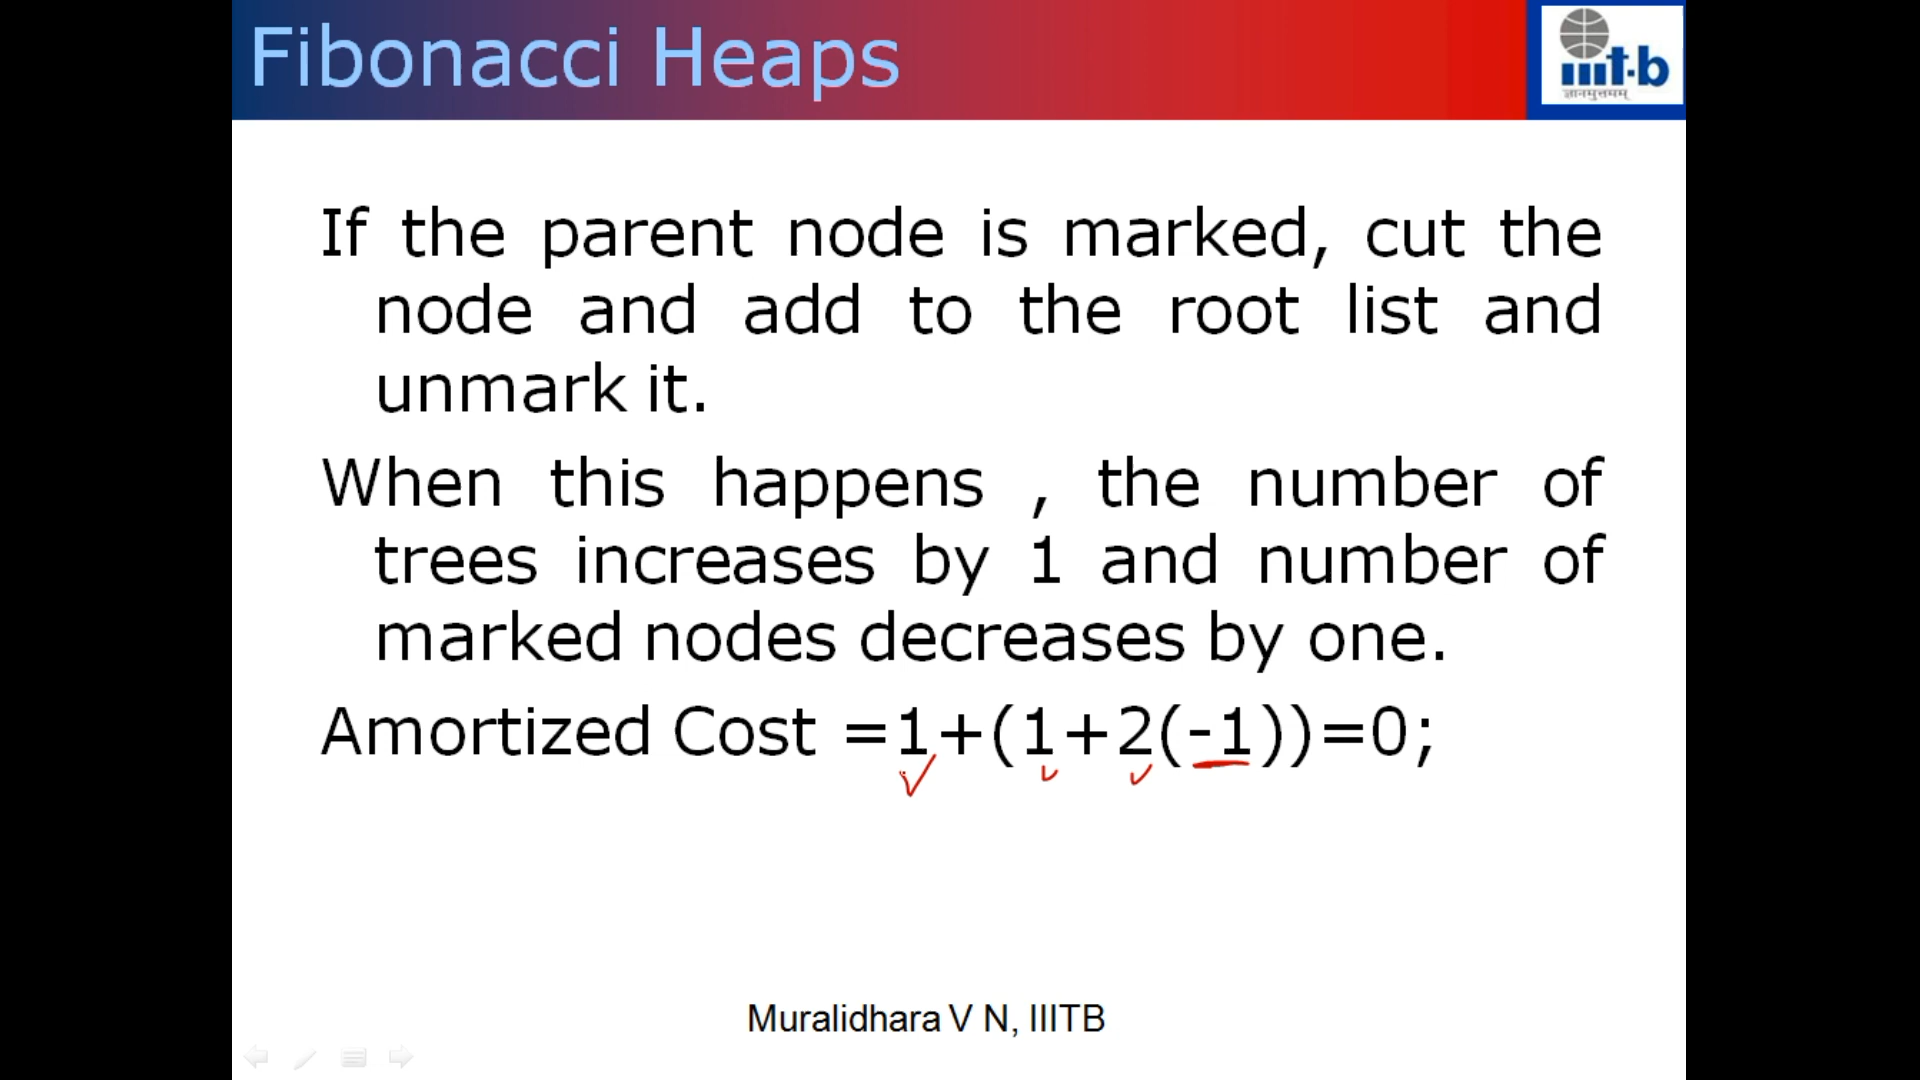 Fibonacci Heaps
iiit-b
ज्ञानमुत्तमम्
If the parent node is marked, cut the
node and add to the root list and
unmark it.
When this happens , the number of
trees increases by 1 and number of
marked nodes decreases by one.
Amortized Cost =1+(1+2(-1))=0;
Muralidhara V N, IIITB